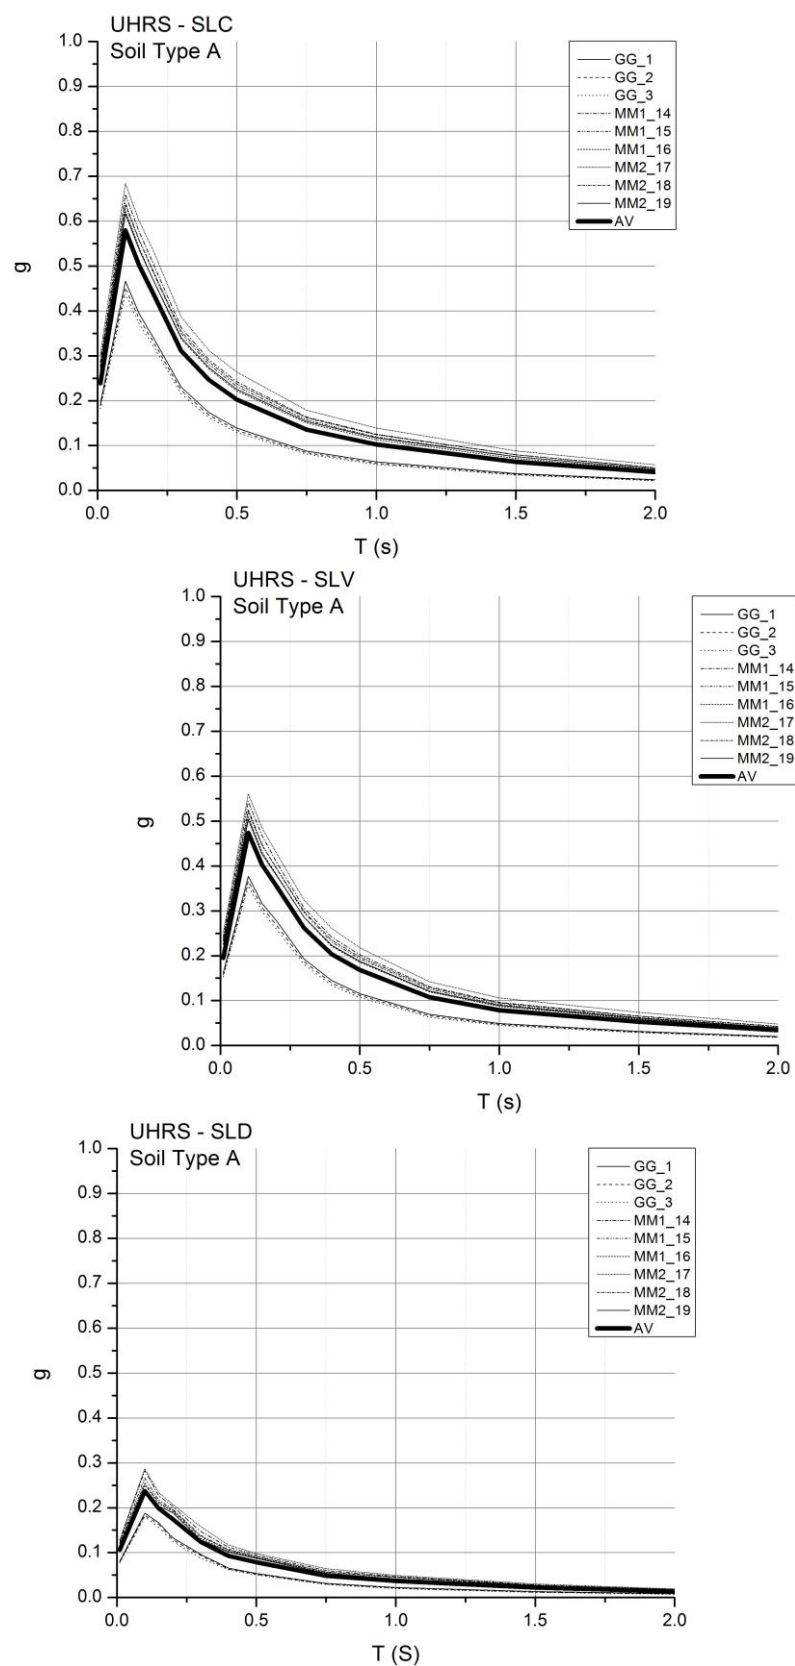 UHRS - SLC
Soil Type A
1.0
0.9
0.8
0.7
0.6
0.5
0.4
0.3
0.2
0.1
0.0
g
GG_1
GG_2
GG_3
MM1_14
MM1_15
MM1_16
MM2_17
MM2_18
MM2_19
AV
0.0 0.5 1.0 1.5 2.0
T (s)
UHRS - SLV
Soil Type A
1.0
0.9
0.8
0.7
0.6
0.5
0.4
0.3
0.2
0.1
0.0
g
GG_1
GG_2
GG_3
MM1_14
MM1_15
MM1_16
MM2_17
MM2_18
MM2_19
AV
0.0 0.5 1.0 1.5 2.0
T (s)
UHRS - SLD
Soil Type A
1.0
0.9
0.8
0.7
0.6
0.5
0.4
0.3
0.2
0.1
0.0
g
GG_1
GG_2
GG_3
MM1_14
MM1_15
MM1_16
MM2_17
MM2_18
MM2_19
AV
0.0 0.5 1.0 1.5 2.0
T (S)